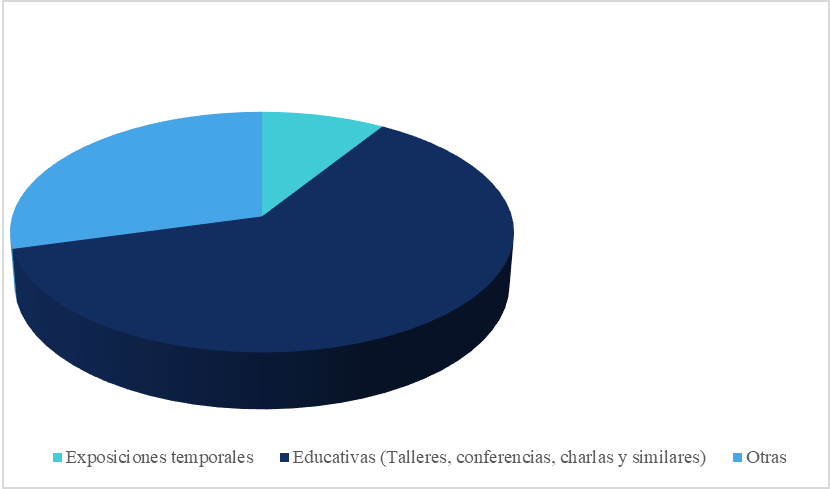 Exposiciones temporales Educativas (Talleres, conferencias, charlas y similares) Otras